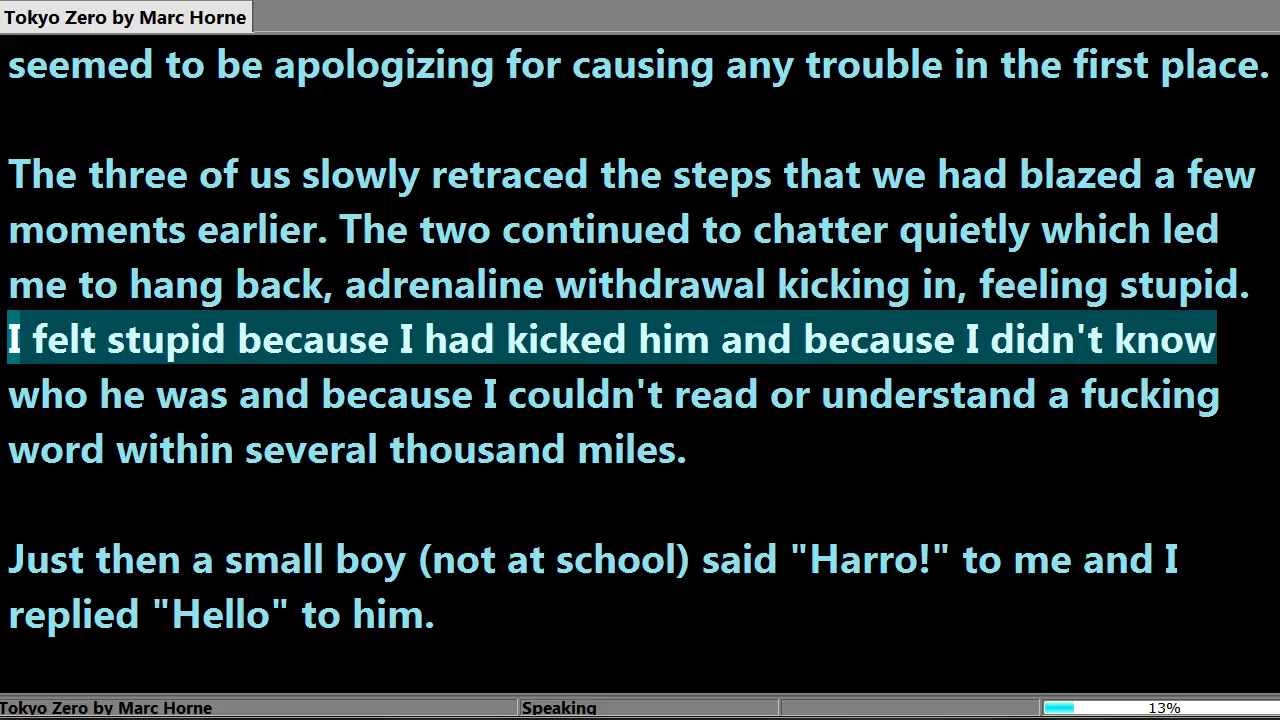 Tokyo Zero by Marc Horne
seemed to be apologizing for causing any trouble in the first place.
The three of us slowly retraced the steps that we had blazed a few
moments earlier. The two continued to chatter quietly which led
me to hang back, adrenaline withdrawal kicking in, feeling stupid.
I felt stupid because I had kicked him and because I didn't know
who he was and because I couldn't read or understand a fucking
word within several thousand miles.
Just then a small boy (not at school) said "Harro!" to me and I
replied "Hello" to him.
Tokyo Zero by Marc Horne Speaking 13%